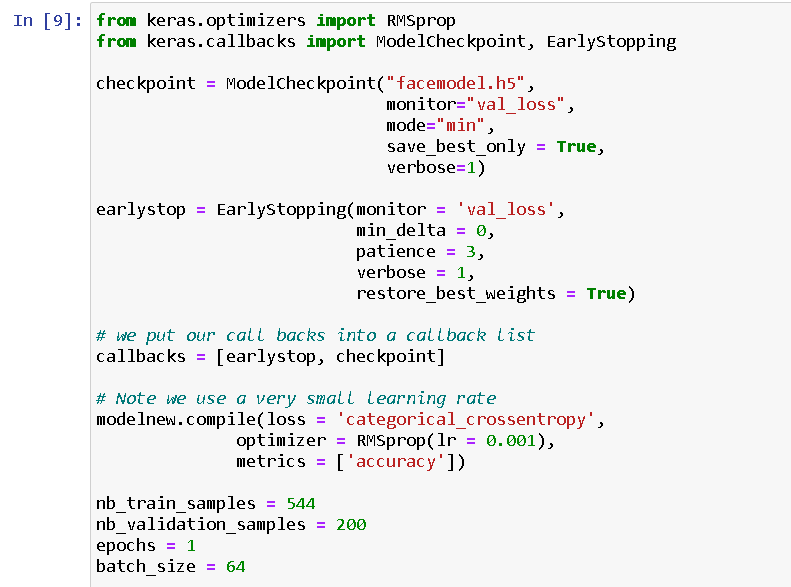 In [9]: from keras.optimizers import RMSprop
from keras.callbacks import ModelCheckpoint, EarlyStopping
checkpoint = ModelCheckpoint("facemodel.h5",
monitor="val_loss",
mode="min",
save_best_only = True,
verbose=1)
earlystop = EarlyStopping(monitor = 'val_loss',
min_delta = 0,
patience = 3,
verbose = 1,
restore_best_weights = True)
# we put our call backs into a callback list
callbacks = [earlystop, checkpoint]
# Note we use a very small learning rate
modelnew.compile(loss = 'categorical_crossentropy',
optimizer = RMSprop(lr = 0.001),
metrics = ['accuracy'])
nb_train_samples = 544
nb_validation_samples = 200
epochs = 1
batch_size = 64